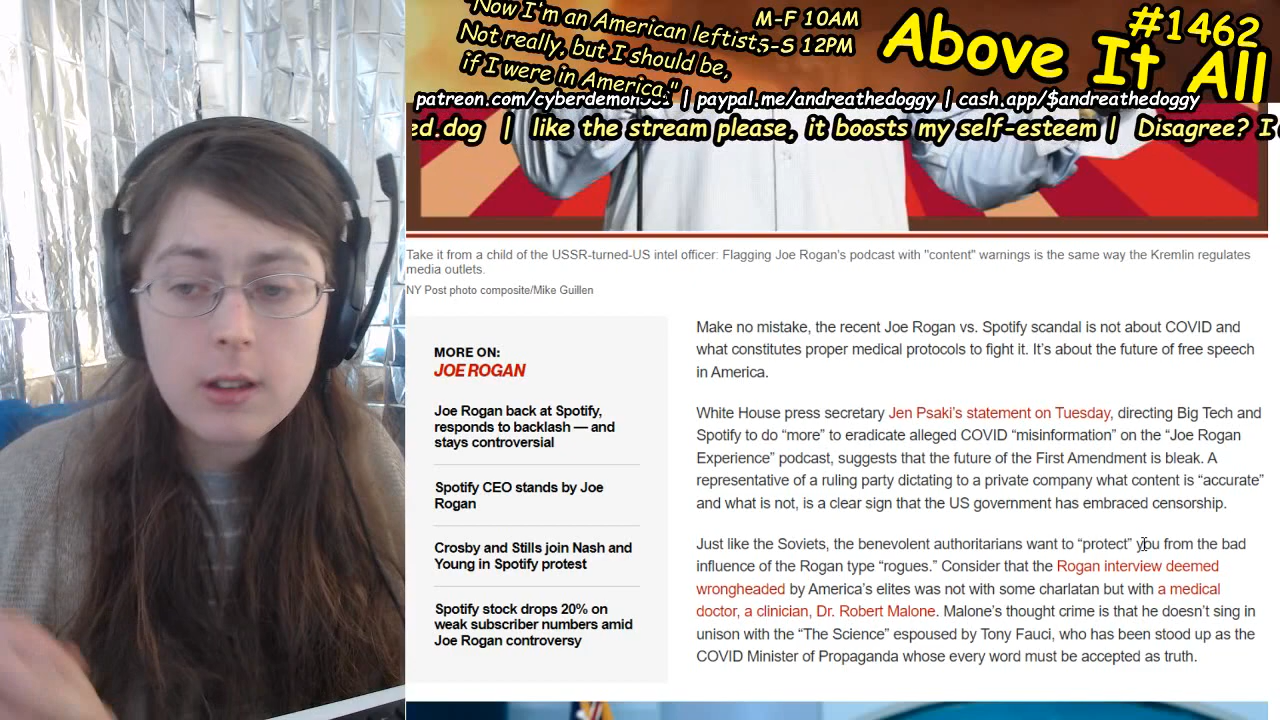 "Now I'm an American leftist.
Not really, but I should be,
if I were in America."
M-F 10AM
S-S 12PM
Above It All
#1462
| paypal.me/andreathedoggy | cash.app/$andreathedoggy
ed.dog | like the stream please, it boosts my self-esteem | Disagree? I
Take it from a child of the USSR-turned-US intel officer: Flagging Joe Rogan's podcast with "content" warnings is the same way the Kremlin regulates
media outlets.
NY Post photo composite/Mike Guillen
MORE ON:
JOE ROGAN
Joe Rogan back at Spotify,
responds to backlash — and
stays controversial
Spotify CEO stands by Joe
Rogan
Crosby and Stills join Nash and
Young in Spotify protest
Spotify stock drops 20% on
weak subscriber numbers amid
Joe Rogan controversy
Make no mistake, the recent Joe Rogan vs. Spotify scandal is not about COVID and
what constitutes proper medical protocols to fight it. It's about the future of free speech
in America.
White House press secretary Jen Psaki's statement on Tuesday, directing Big Tech and
Spotify to do “more” to eradicate alleged COVID “misinformation” on the “Joe Rogan
Experience” podcast, suggests that the future of the First Amendment is bleak. A
representative of a ruling party dictating to a private company what content is “accurate”
and what is not, is a clear sign that the US government has embraced censorship.
Just like the Soviets, the benevolent authoritarians want to “protect” you from the bad
influence of the Rogan type “rogues.” Consider that the Rogan interview deemed
wrongheaded by America's elites was not with some charlatan but with a medical
doctor, a clinician, Dr. Robert Malone. Malone's thought crime is that he doesn't sing in
unison with the “The Science” espoused by Tony Fauci, who has been stood up as the
COVID Minister of Propaganda whose every word must be accepted as truth.